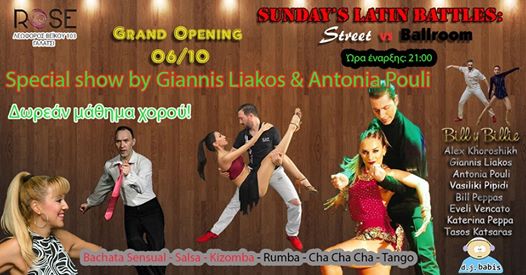 ROSE
ΛΕΩΦΟΡΟΣ ΒΕΪΚΟΥ 103
ΓΑΛΑΤΣΙ
GRAND OPENING
06/10
SUNDAY'S LATIN BATTLES:
Street vs Ballroom
Ώρα έναρξης: 21:00
Special show by Giannis Liakos & Antonia Pouli
Δωρεάν μάθημα χορού!
Bill y Billie
Alex Khoroshikh
Giannis Liakos
Antonia Pouli
Vasiliki Pipidi
Bill Peppas
Eveli Vencato
Katerina Peppa
Tasos Katsaras
d.j. babis
Bachata Sensual - Salsa - Kizomba - Rumba - Cha Cha Cha - Tango